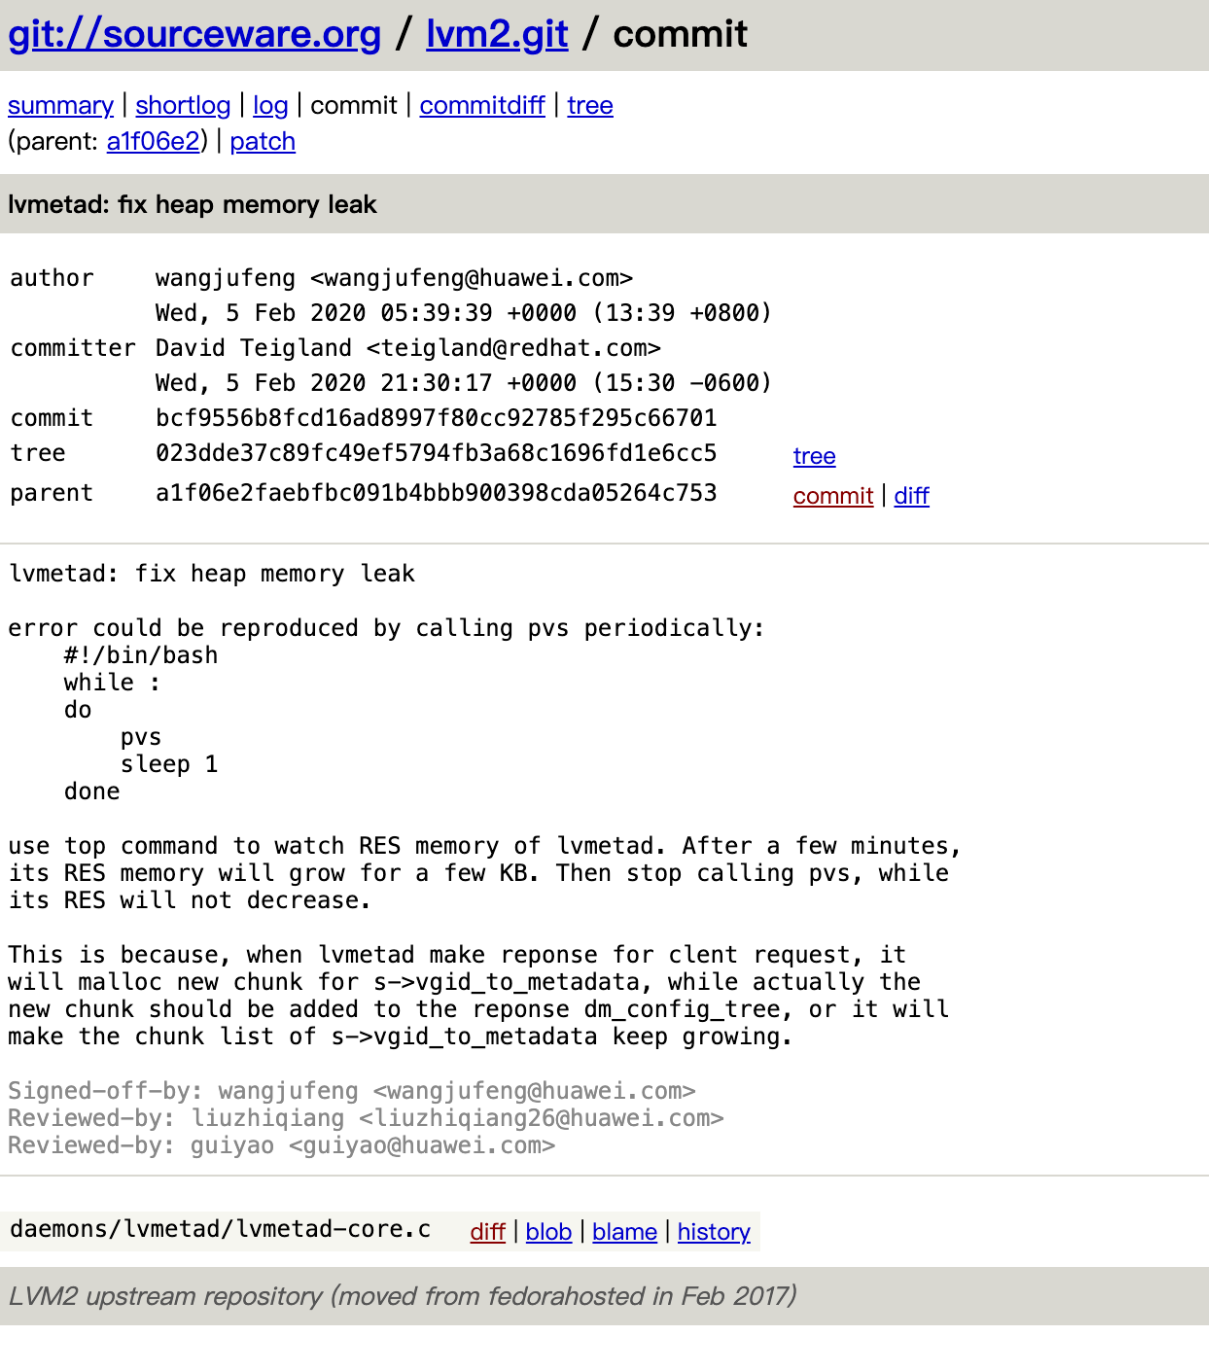 git://sourceware.org / lvm2.git / commit
summary | shortlog | log | commit | commitdiff | tree
(parent: a1f06e2) | patch
lvmetad: fix heap memory leak
author wangjufeng <wangjufeng@huawei.com>
Wed, 5 Feb 2020 05:39:39 +0000 (13:39 +0800)
committer David Teigland <teigland@redhat.com>
Wed, 5 Feb 2020 21:30:17 +0000 (15:30 -0600)
commit bcf9556b8fcd16ad8997f80cc92785f295c66701
tree 023dde37c89fc49ef5794fb3a68c1696fd1e6cc5 tree
parent a1f06e2faebfbc091b4bbb900398cda05264c753 commit | diff
lvmetad: fix heap memory leak
error could be reproduced by calling pvs periodically:
#!/bin/bash
while :
do
pvs
sleep 1
done
use top command to watch RES memory of lvmetad. After a few minutes,
its RES memory will grow for a few KB. Then stop calling pvs, while
its RES will not decrease.
This is because, when lvmetad make reponse for clent request, it
will malloc new chunk for s->vgid_to_metadata, while actually the
new chunk should be added to the reponse dm_config_tree, or it will
make the chunk list of s->vgid_to_metadata keep growing.
Signed-off-by: wangjufeng <wangjufeng@huawei.com>
Reviewed-by: liuzhiqiang <liuzhiqiang26@huawei.com>
Reviewed-by: guiyao <guiyao@huawei.com>
daemons/lvmetad/lvmetad-core.c diff | blob | blame | history
LVM2 upstream repository (moved from fedorahosted in Feb 2017)